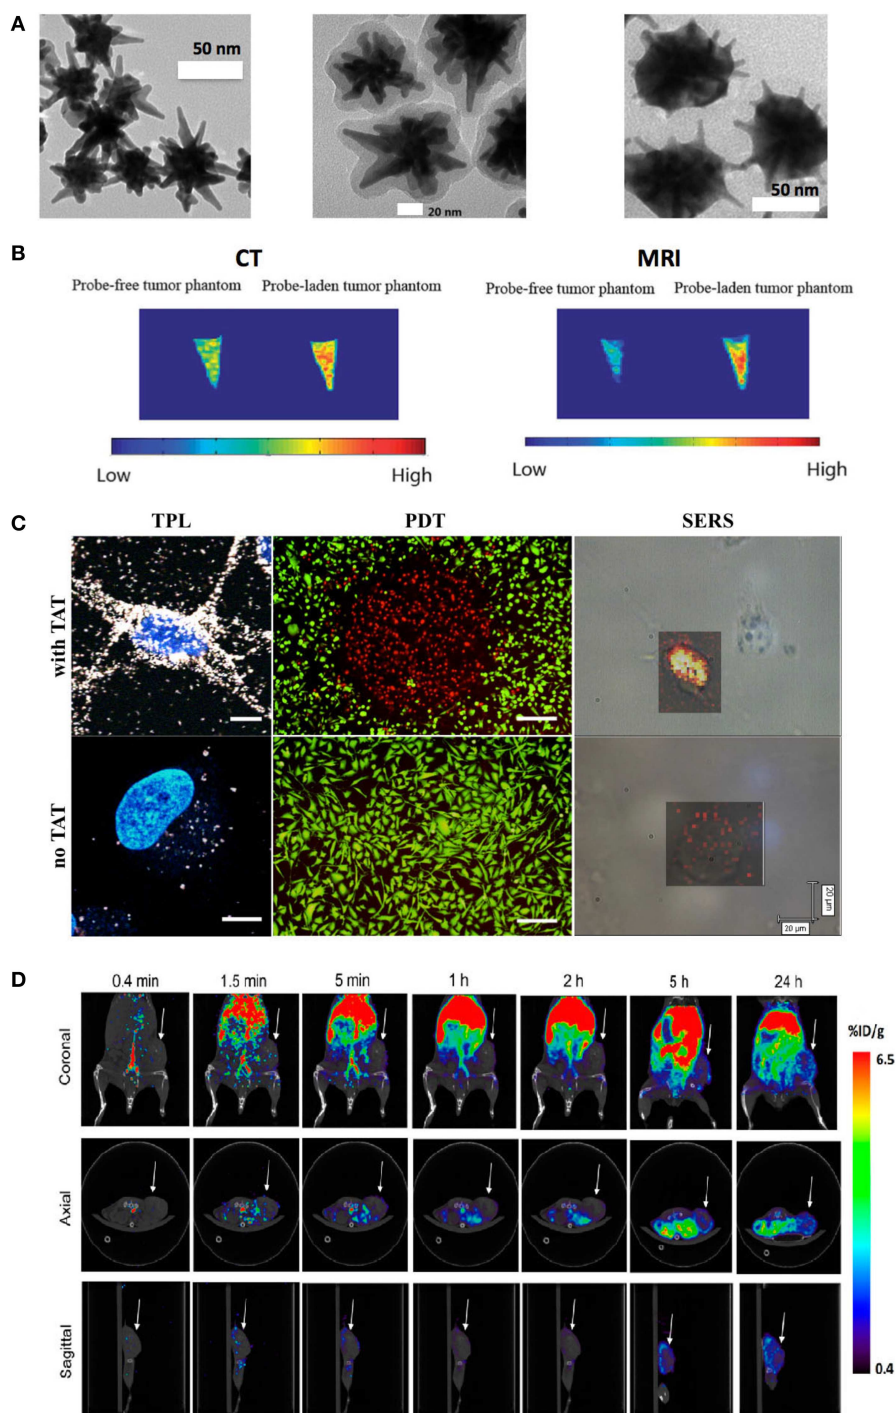 A
50 nm
20 nm
50 nm
B
CT
MRI
Probe-free tumor phantom
Probe-laden tumor phantom
Probe-free tumor phantom
Probe-laden tumor phantom
Low
High
Low
High
C
TPL
PDT
SERS
with TAT
no TAT
20 µm
20 µm
D
0.4 min
1.5 min
5 min
1 h
2 h
5 h
24 h
%ID/g
6.5
Coronal
Axial
Sagittal
0.4